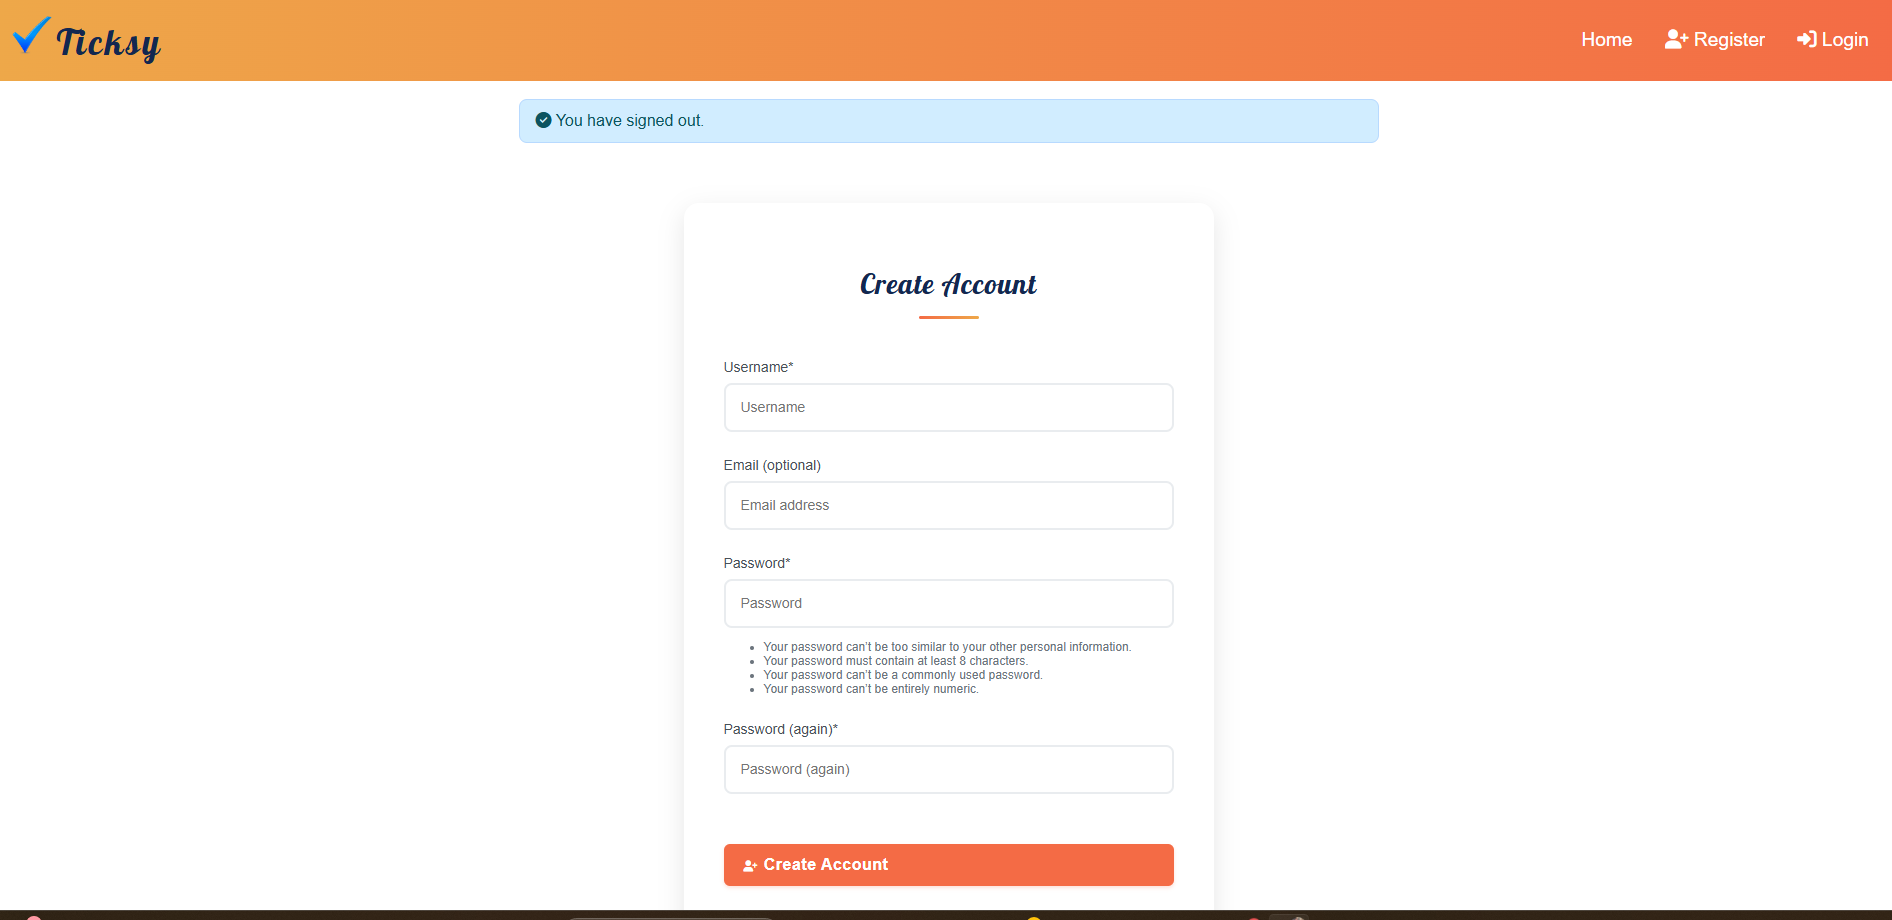 Ticksy
Home
Register
Login
You have signed out.
Create Account
Username*
Username
Email (optional)
Email address
Password*
Password
Your password can’t be too similar to your other personal information.
Your password must contain at least 8 characters.
Your password can’t be a commonly used password.
Your password can’t be entirely numeric.
Password (again)*
Password (again)
Create Account